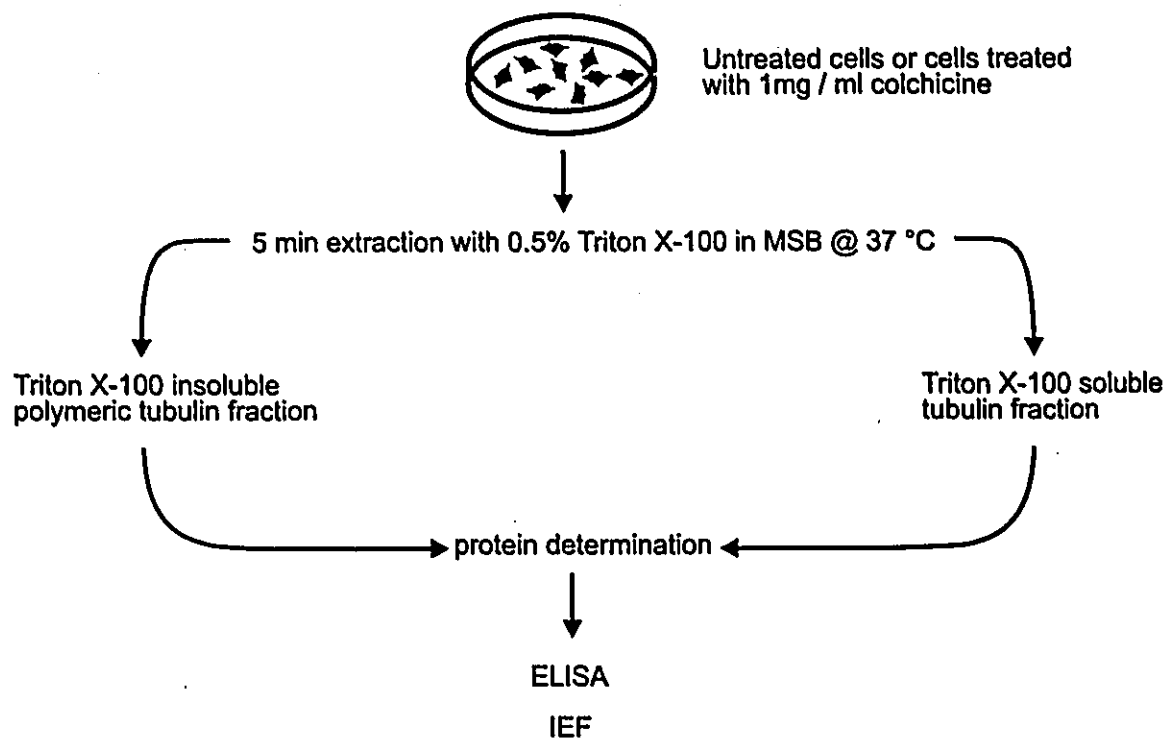 Untreated cells or cells treated
with 1mg / ml colchicine
5 min extraction with 0.5% Triton X-100 in MSB @ 37 °C
Triton X-100 insoluble
polymeric tubulin fraction
Triton X-100 soluble
tubulin fraction
protein determination
ELISA
IEF